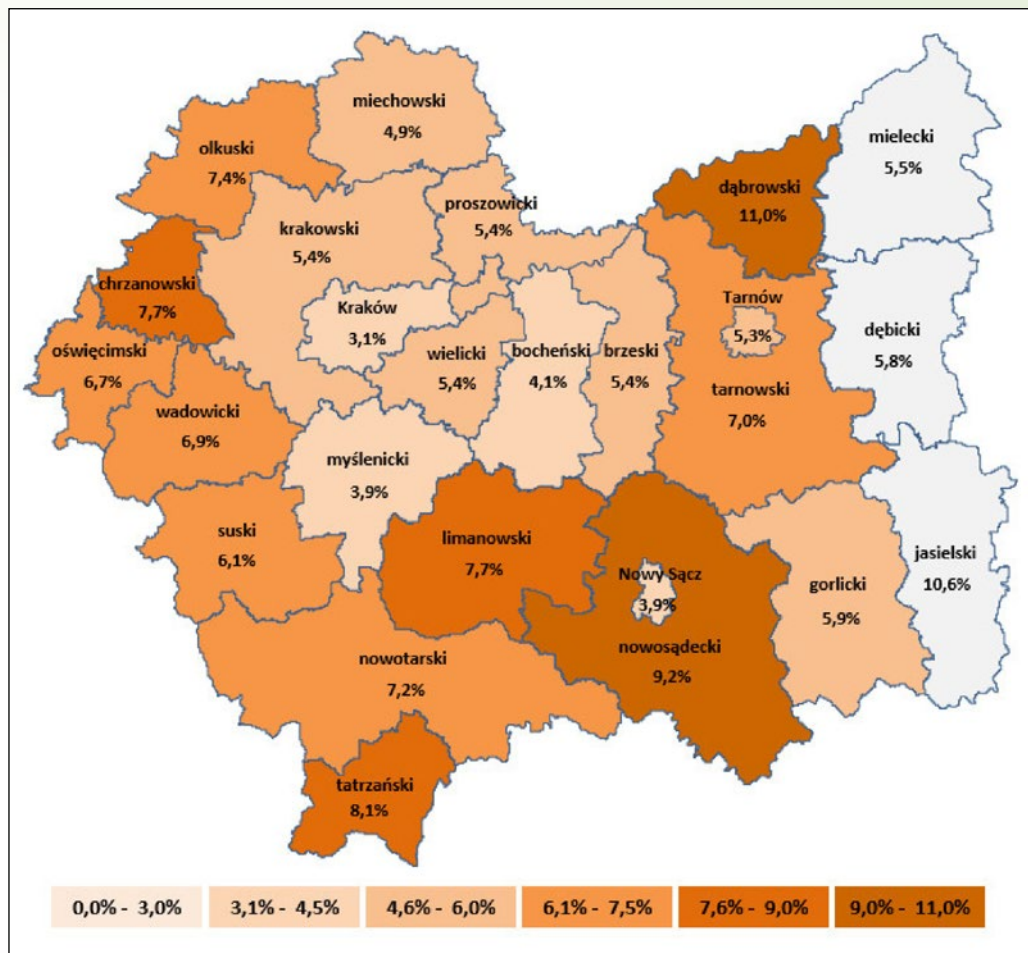 miechowski
4,9%
olkuski
7,4%
mielecki
5,5%
dąbrowski
11,0%
proszowicki
5,4%
krakowski
5,4%
chrzanowski
7,7%
Kraków
3,1%
Tarnów
5,3%
dębicki
5,8%
oświęcimski
6,7%
wielicki
5,4%
bocheński
4,1%
brzeski
5,4%
tarnowski
7,0%
wadowicki
6,9%
myślenicki
3,9%
suski
6,1%
limanowski
7,7%
Nowy Sącz
3,9%
gorlicki
5,9%
jasielski
10,6%
nowosądecki
9,2%
nowotarski
7,2%
tatrzański
8,1%
0,0% - 3,0%
3,1% - 4,5%
4,6% - 6,0%
6,1% - 7,5%
7,6% - 9,0%
9,0% - 11,0%